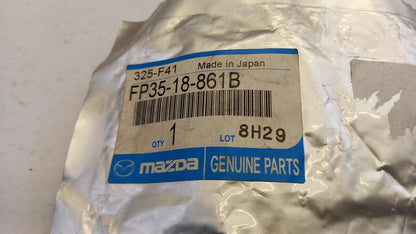 325-F41 Made in Japan
FP35-18-861B
QTY 1 LOT 8H29
mazda GENUINE PARTS